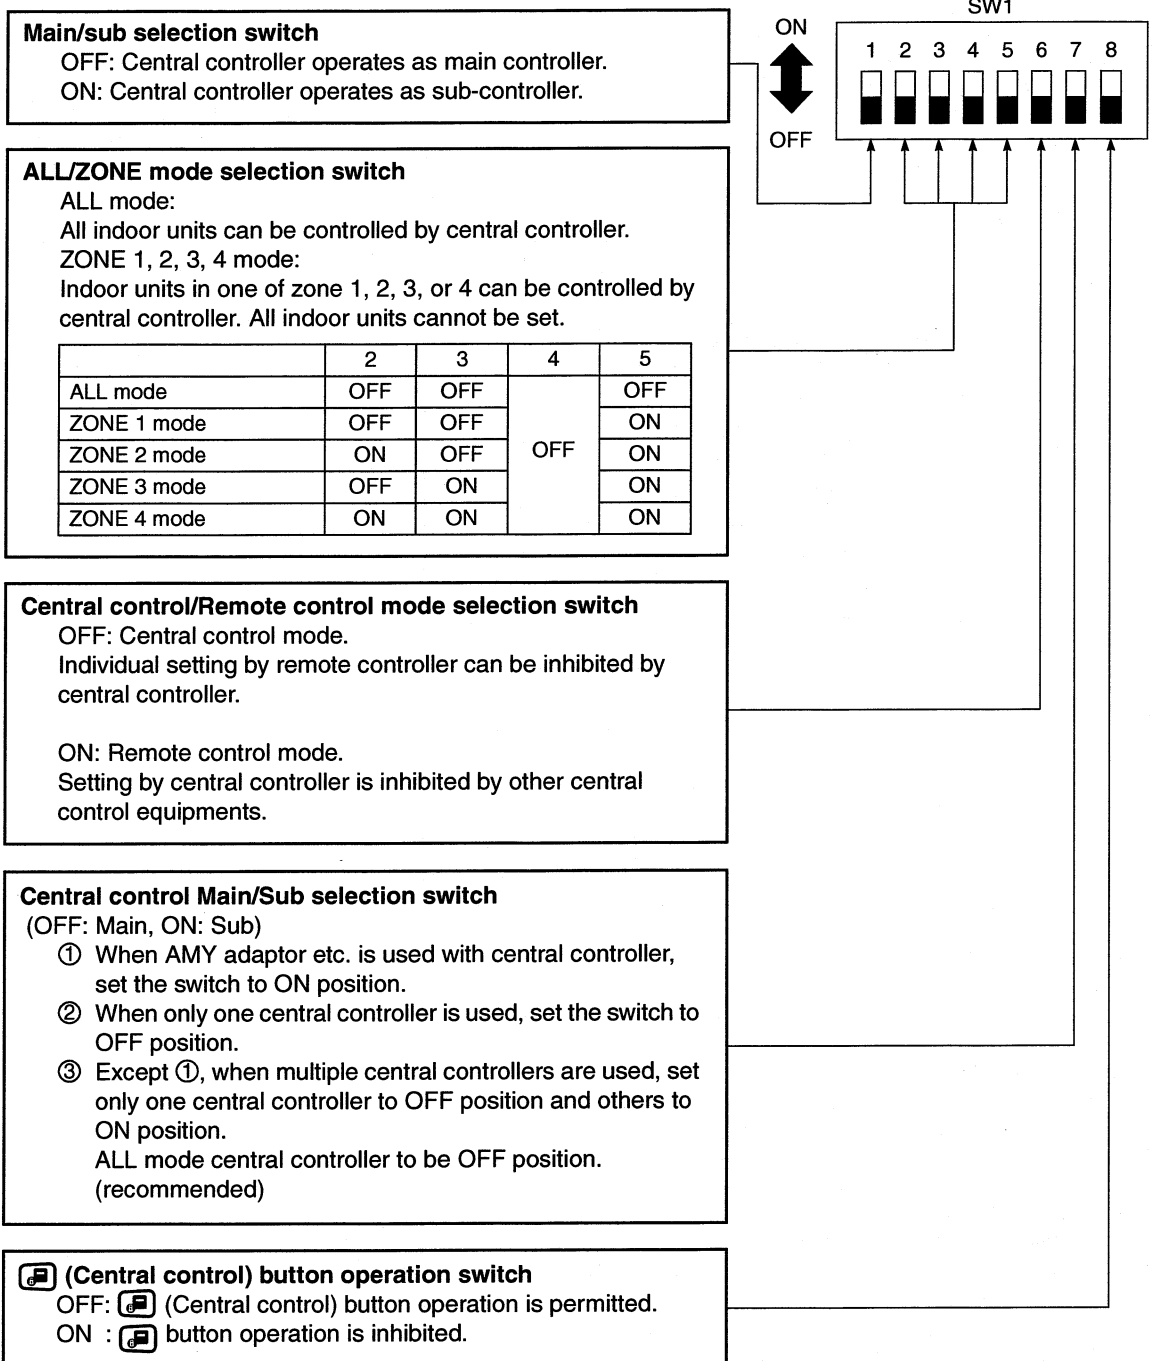 SW1
ON
OFF
1 2 3 4 5 6 7 8
Main/sub selection switch
OFF: Central controller operates as main controller.
ON: Central controller operates as sub-controller.
ALL/ZONE mode selection switch
ALL mode:
All indoor units can be controlled by central controller.
ZONE 1, 2, 3, 4 mode:
Indoor units in one of zone 1, 2, 3, or 4 can be controlled by
central controller. All indoor units cannot be set.
2 3 4 5
ALL mode OFF OFF OFF
ZONE 1 mode OFF OFF ON
ZONE 2 mode ON OFF OFF ON
ZONE 3 mode OFF ON ON
ZONE 4 mode ON ON ON
Central control/Remote control mode selection switch
OFF: Central control mode.
Individual setting by remote controller can be inhibited by
central controller.
ON: Remote control mode.
Setting by central controller is inhibited by other central
control equipments.
Central control Main/Sub selection switch
(OFF: Main, ON: Sub)
① When AMY adaptor etc. is used with central controller,
set the switch to ON position.
② When only one central controller is used, set the switch to
OFF position.
③ Except ①, when multiple central controllers are used, set
only one central controller to OFF position and others to
ON position.
ALL mode central controller to be OFF position.
(recommended)
(Central control) button operation switch
OFF: (Central control) button operation is permitted.
ON : button operation is inhibited.